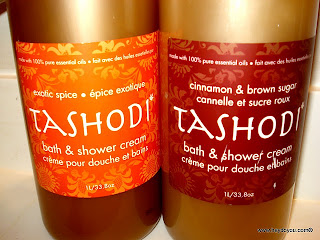 made with 100% pure essential oils • fait avec des huiles essentielles
exotic spice • épice exotique
TASHODI
bath & shower cream
crème pour douche et bains
1L/33.8oz
made with 100% pure essential oils • fait avec des huiles
cinnamon & brown sugar
cannelle et sucre roux
TASHODI
bath & shower cream
crème pour douche et bains
1L/33.8oz